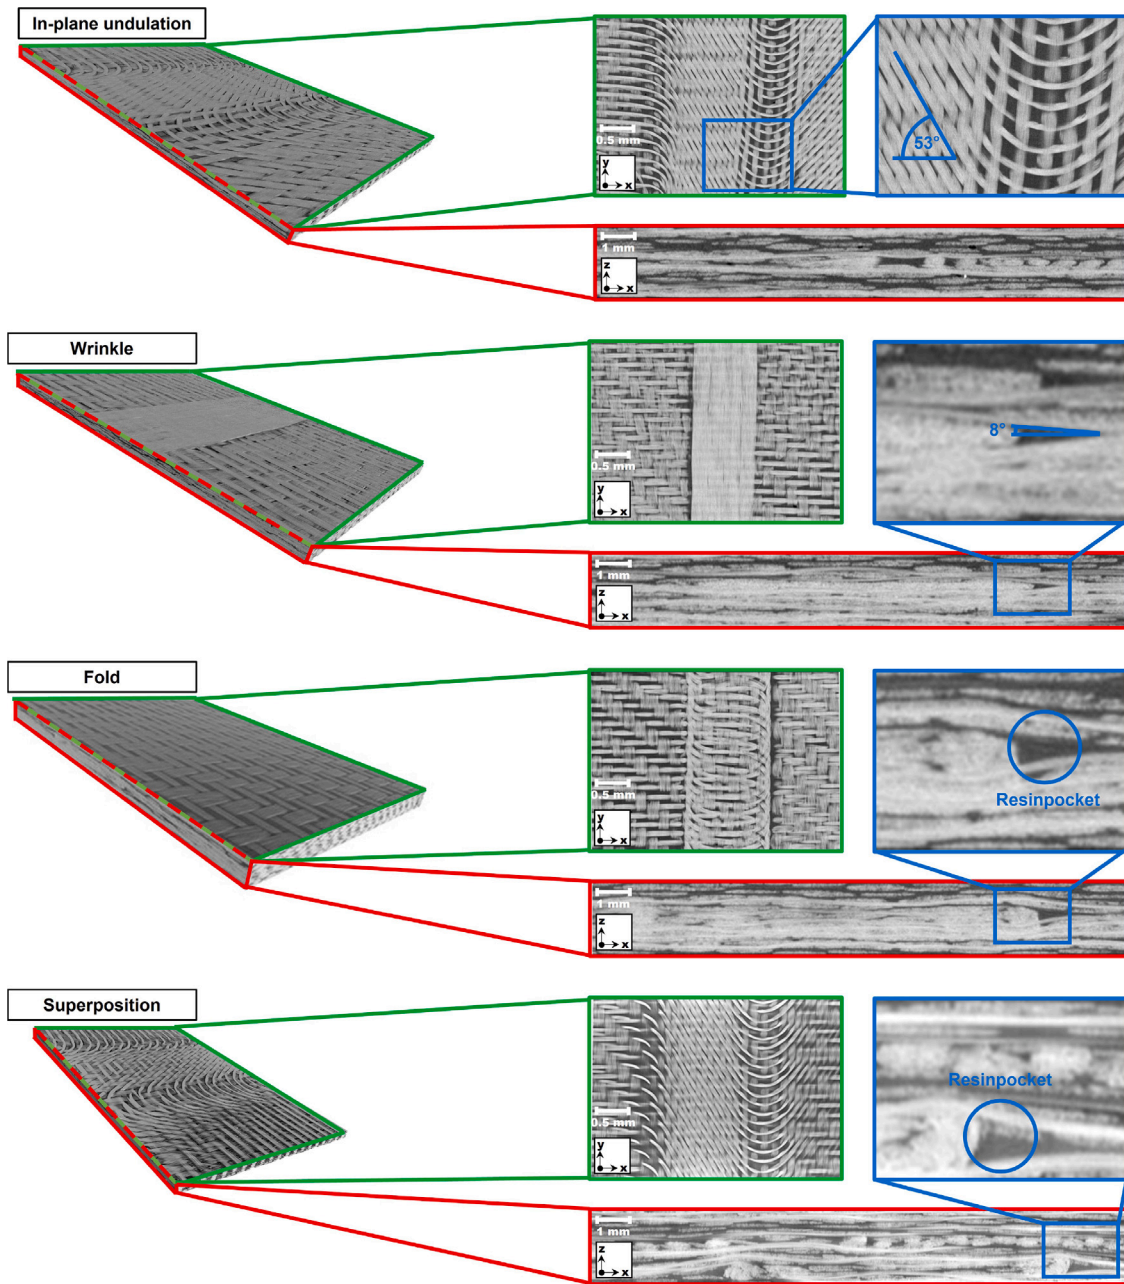 In-plane undulation
0.5 mm
y
x
53°
1 mm
z
x
Wrinkle
0.5 mm
y
x
8°
1 mm
z
x
Fold
0.5 mm
y
x
Resinpocket
1 mm
z
x
Superposition
0.5 mm
y
x
Resinpocket
1 mm
z
x